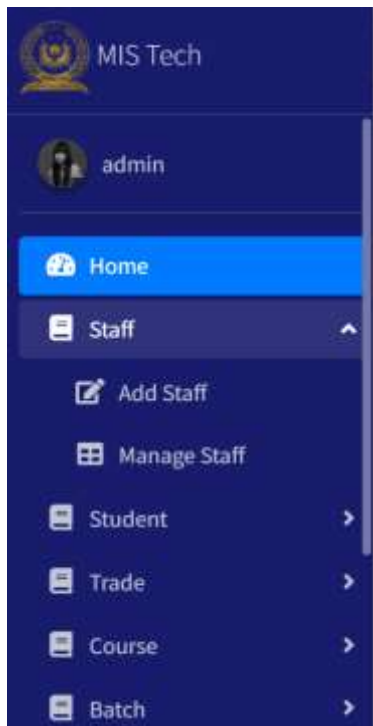 MIS Tech
admin
Home
Staff
Add Staff
Manage Staff
Student
Trade
Course
Batch